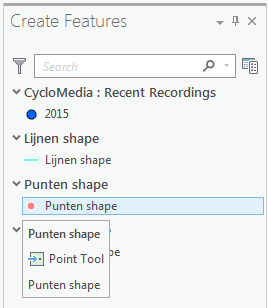 Create Features
Search
CycloMedia : Recent Recordings
2015
Lijnen shape
Lijnen shape
Punten shape
Punten shape
Punten shape
Point Tool
Punten shape